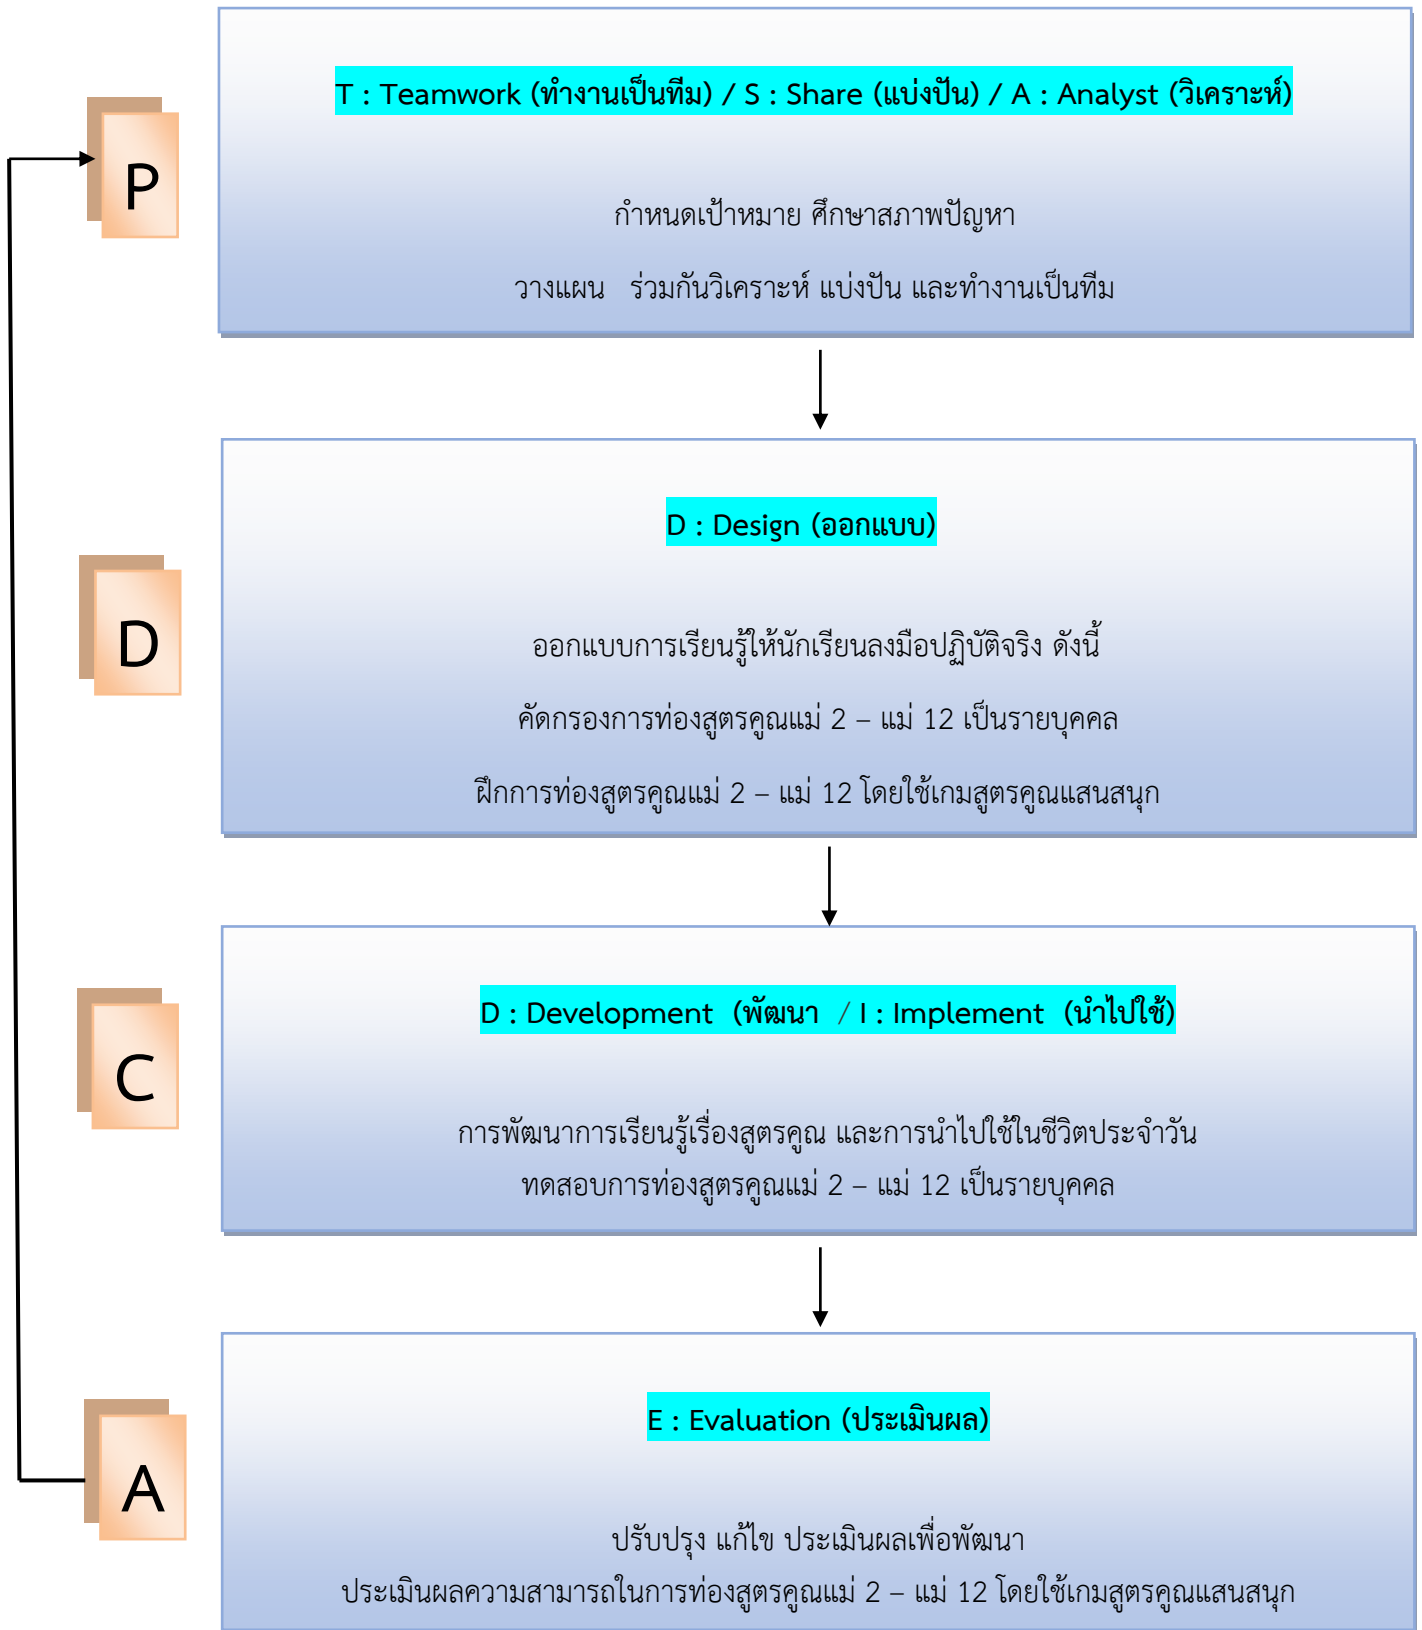 T : Teamwork (ทำงานเป็นทีม) / S : Share (แบ่งปัน) / A : Analyst (วิเคราะห์)
P
กำหนดเป้าหมาย ศึกษาสภาพปัญหา
วางแผน ร่วมกันวิเคราะห์ แบ่งปัน และทำงานเป็นทีม
D : Design (ออกแบบ)
D
ออกแบบการเรียนรู้ให้นักเรียนลงมือปฏิบัติจริง ดังนี้
คัดกรองการท่องสูตรคูณแม่ 2 – แม่ 12 เป็นรายบุคคล
ฝึกการท่องสูตรคูณแม่ 2 – แม่ 12 โดยใช้เกมสูตรคูณแสนสนุก
D : Development (พัฒนา / I : Implement (นำไปใช้)
C
การพัฒนาการเรียนรู้เรื่องสูตรคูณ และการนำไปใช้ในชีวิตประจำวัน
ทดสอบการท่องสูตรคูณแม่ 2 – แม่ 12 เป็นรายบุคคล
E : Evaluation (ประเมินผล)
A
ปรับปรุง แก้ไข ประเมินผลเพื่อพัฒนา
ประเมินผลความสามารถในการท่องสูตรคูณแม่ 2 – แม่ 12 โดยใช้เกมสูตรคูณแสนสนุก